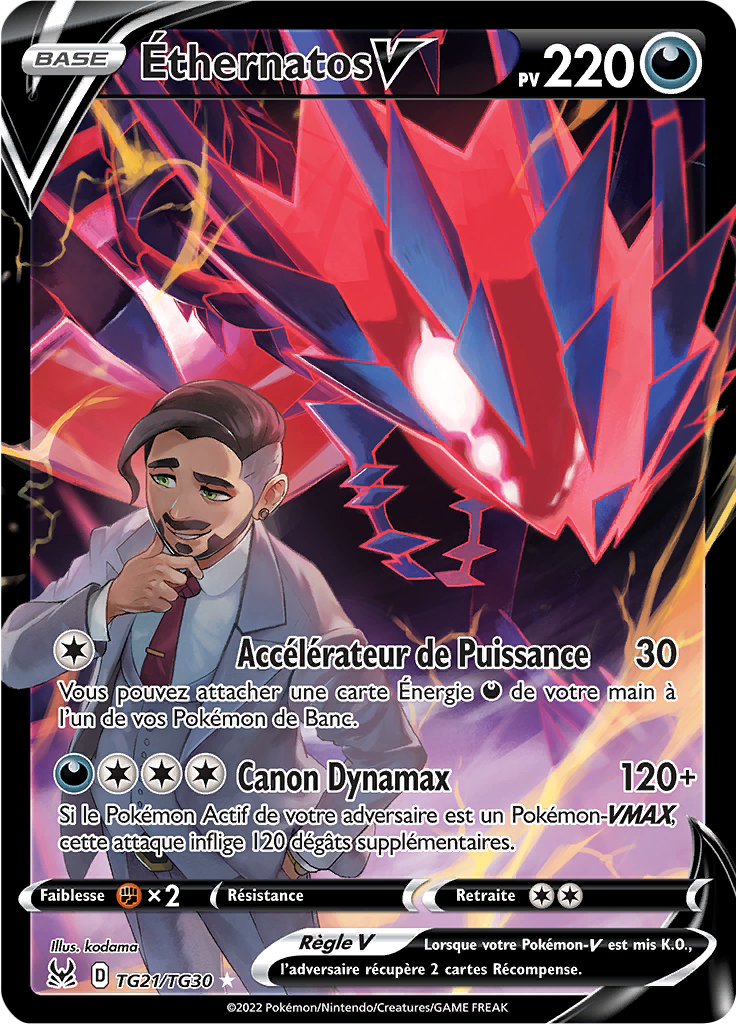 BASE ÉthernatosV PV 220
Accélérateur de Puissance 30
Vous pouvez attacher une carte Énergie de votre main à
l'un de vos Pokémon de Banc.
Canon Dynamax 120+
Si le Pokémon Actif de votre adversaire est un Pokémon-VMAX,
cette attaque inflige 120 dégâts supplémentaires.
Faiblesse ×2 Résistance Retraite
Illus. kodama
Règle V Lorsque votre Pokémon-V est mis K.O.,
l'adversaire récupère 2 cartes Récompense.
D TG21/TG30
©2022 Pokémon/Nintendo/Creatures/GAME FREAK